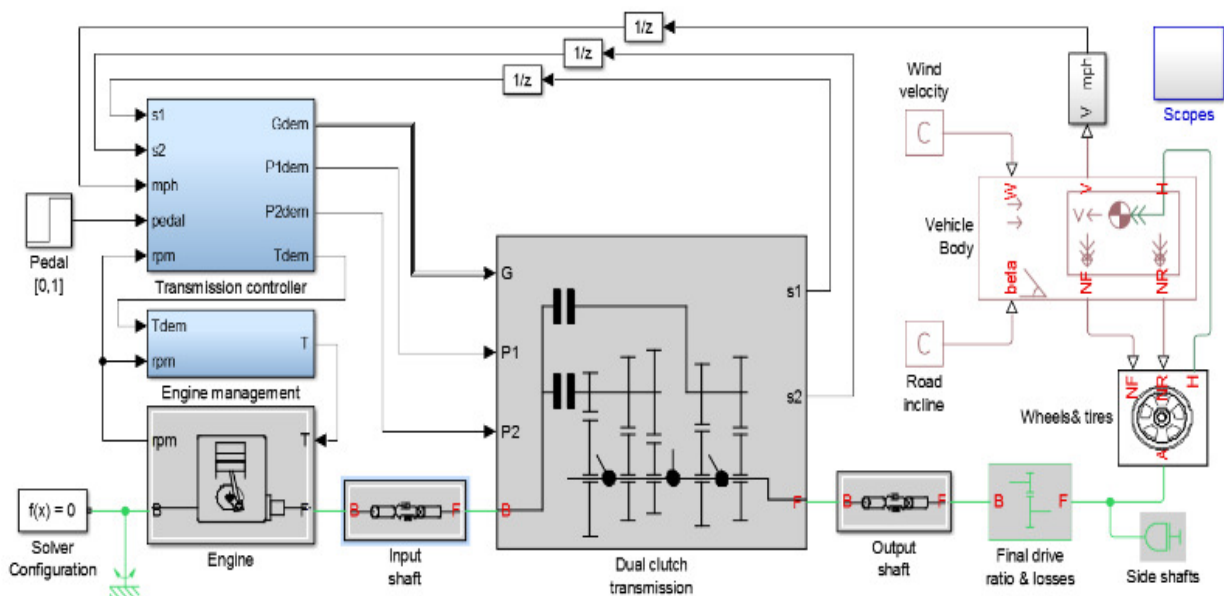 1/z
1/z
1/z
s1
s2
mph
pedal
rpm
Gdem
P1dem
P2dem
Tdem
Transmission controller
Pedal
[0,1]
Tdem
rpm
T
Engine management
rpm
T
B
F
Engine
f(x) = 0
Solver
Configuration
B
F
Input
shaft
G
P1
P2
B
s1
s2
F
Dual clutch
transmission
B
F
Output
shaft
B
F
Final drive
ratio & losses
Side shafts
Wind
velocity
C
V mph
Scopes
W
V
H
V
beta
NF
NR
Vehicle
Body
C
Road
incline
NF
NR
H
A
Wheels& tires